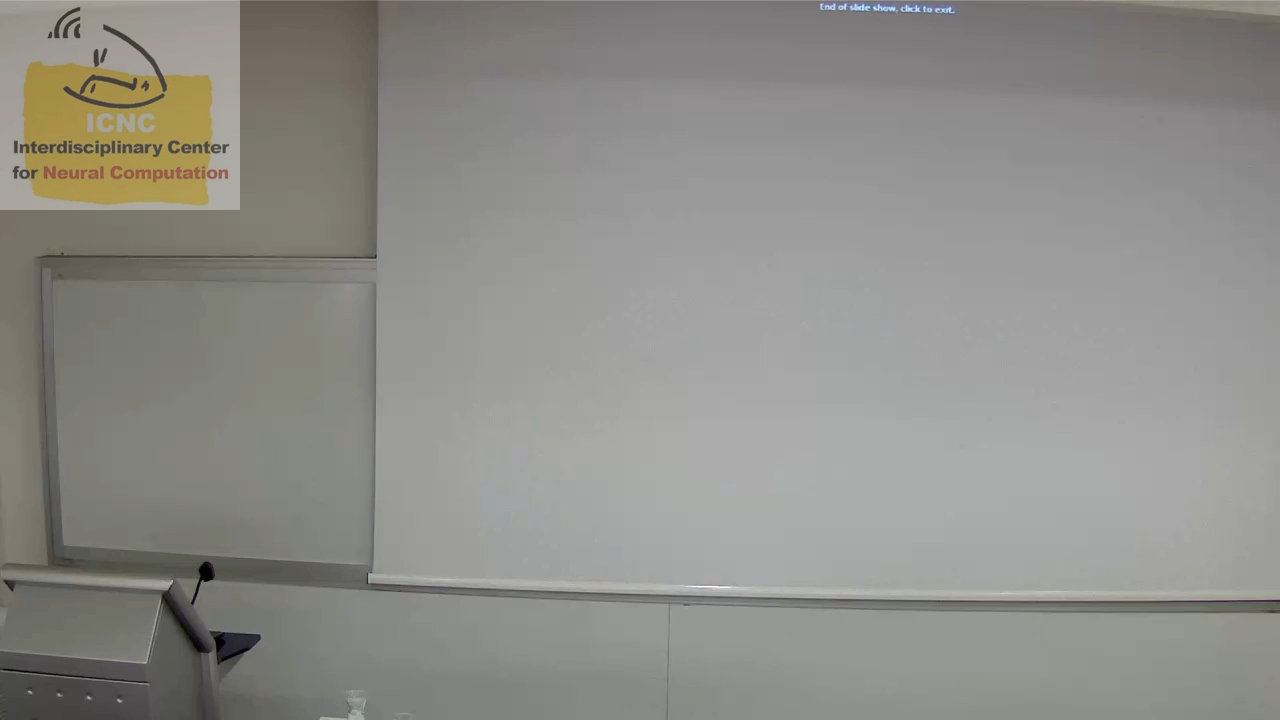 End of slide show, click to exit.
ICNC
Interdisciplinary Center
for Neural Computation